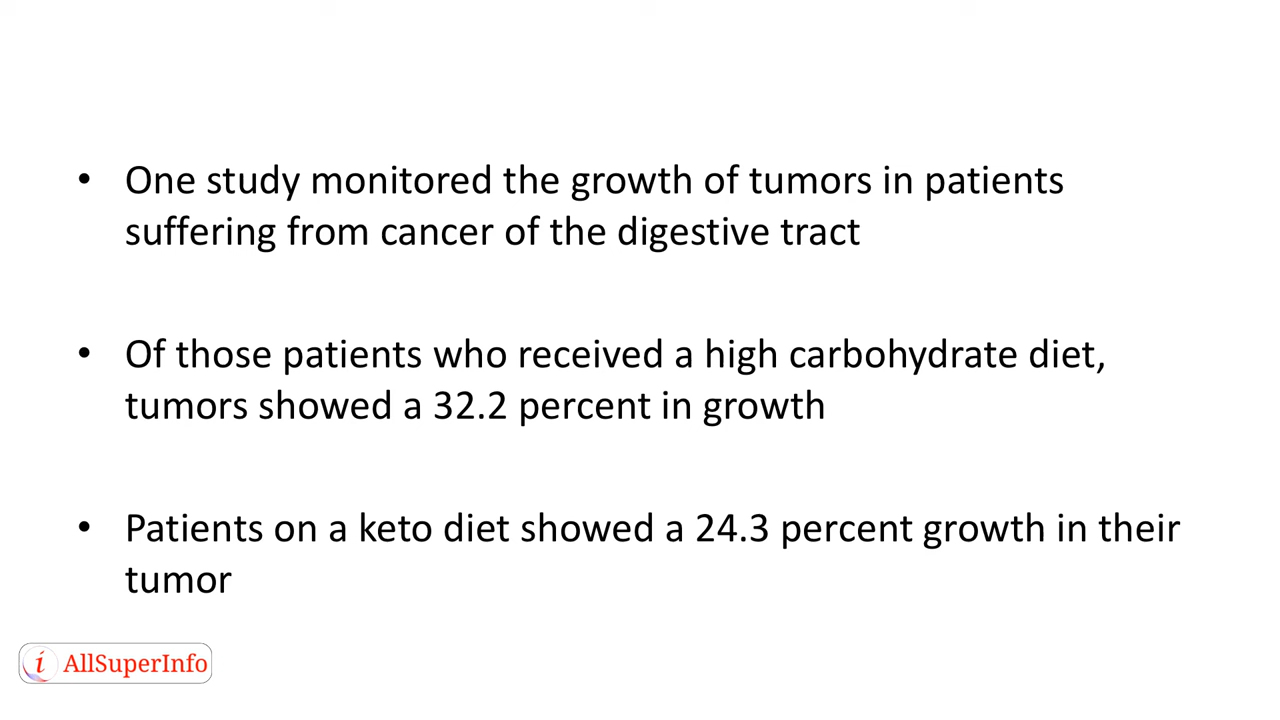 • One study monitored the growth of tumors in patients
suffering from cancer of the digestive tract
• Of those patients who received a high carbohydrate diet,
tumors showed a 32.2 percent in growth
• Patients on a keto diet showed a 24.3 percent growth in their
tumor
i AllSuperInfo